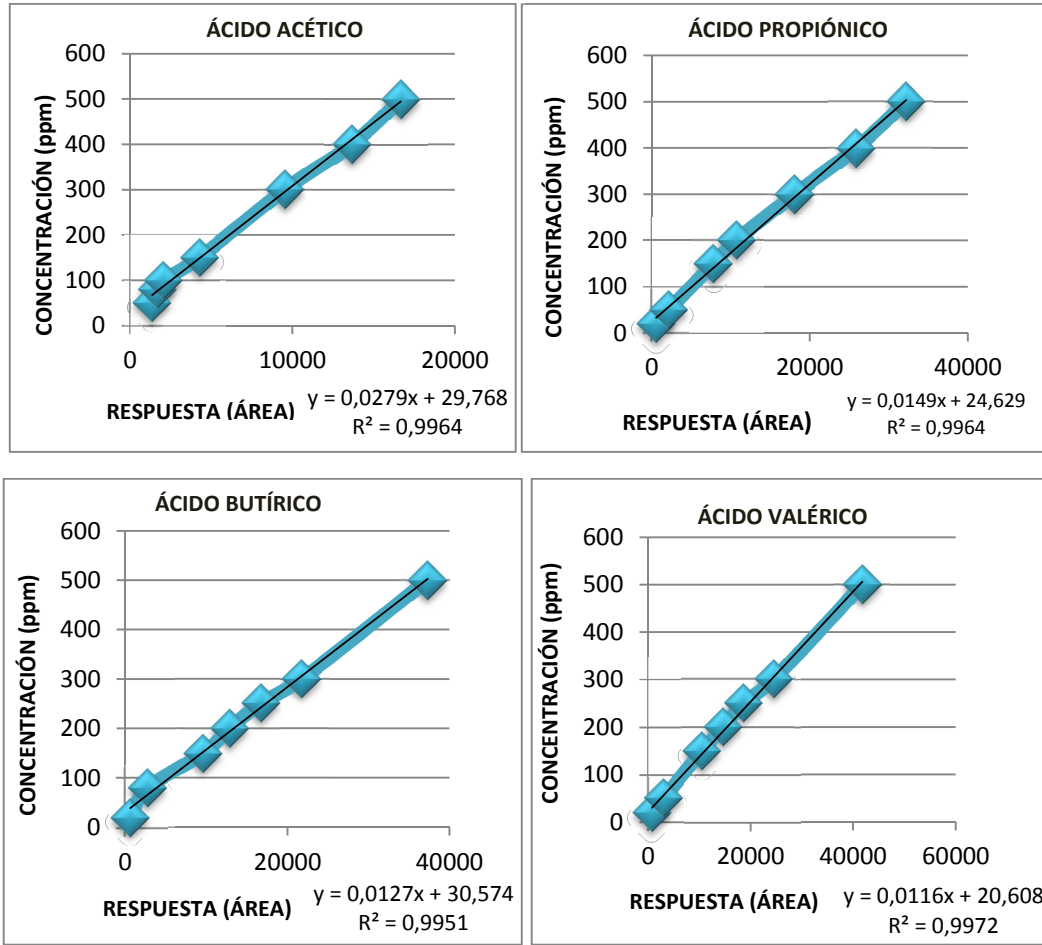 ÁCIDO ACÉTICO
CONCENTRACIÓN (ppm)
600
500
400
300
200
100
0
0 10000 20000
RESPUESTA (ÁREA)
y = 0,0279x + 29,768
R² = 0,9964
ÁCIDO PROPIÓNICO
CONCENTRACIÓN (ppm)
600
500
400
300
200
100
0
0 20000 40000
RESPUESTA (ÁREA)
y = 0,0149x + 24,629
R² = 0,9964
ÁCIDO BUTÍRICO
CONCENTRACIÓN (ppm)
600
500
400
300
200
100
0
0 20000 40000
RESPUESTA (ÁREA)
y = 0,0127x + 30,574
R² = 0,9951
ÁCIDO VALÉRICO
CONCENTRACIÓN (ppm)
600
500
400
300
200
100
0
0 20000 40000 60000
RESPUESTA (ÁREA)
y = 0,0116x + 20,608
R² = 0,9972